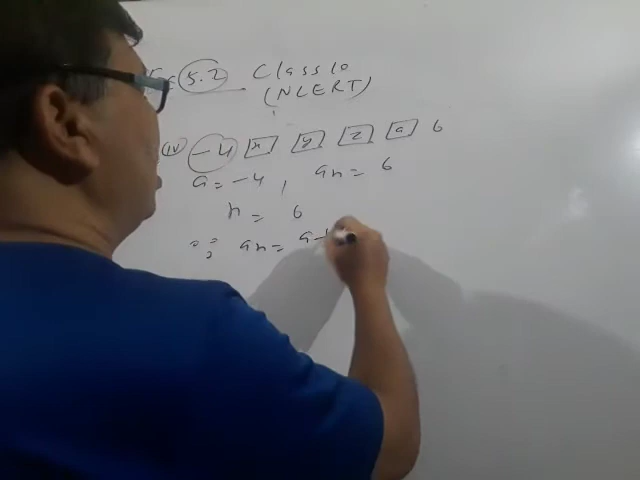 5.2 Class 10
(NCERT)
(iv) -4 x y z a 6
a = -4, an = 6
n = 6
∵ an = a+